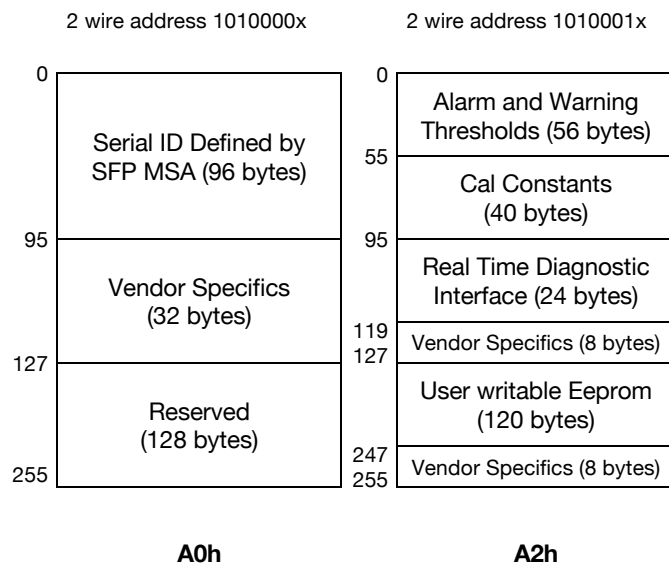 2 wire address 1010000x
0
Serial ID Defined by
SFP MSA (96 bytes)
95
Vendor Specifics
(32 bytes)
127
Reserved
(128 bytes)
255
A0h
2 wire address 1010001x
0
Alarm and Warning
Thresholds (56 bytes)
55
Cal Constants
(40 bytes)
95
Real Time Diagnostic
Interface (24 bytes)
119
Vendor Specifics (8 bytes)
127
User writable Eeprom
(120 bytes)
247
Vendor Specifics (8 bytes)
255
A2h